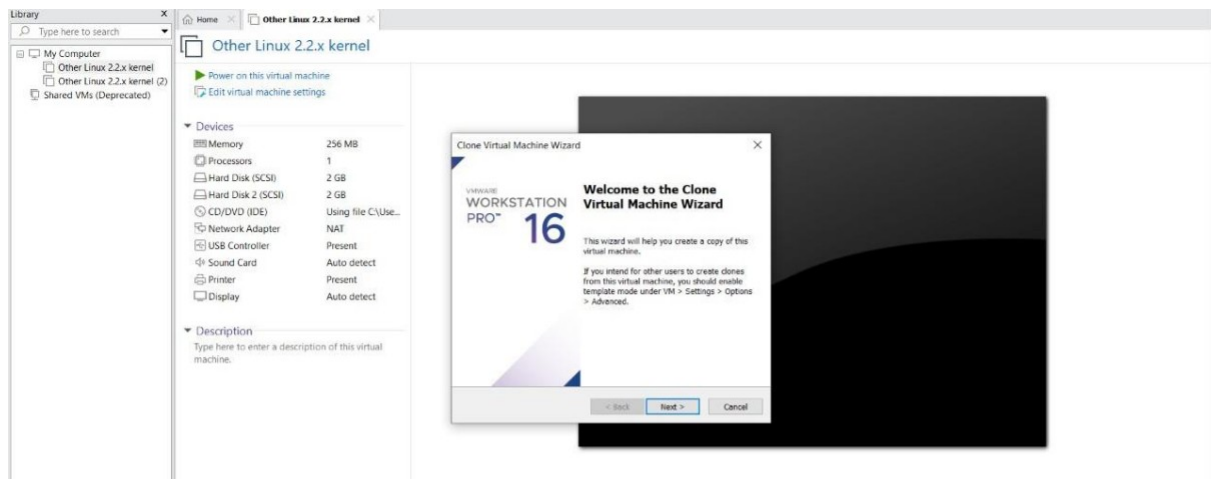 Library X
Type here to search
My Computer
Other Linux 2.2.x kernel
Other Linux 2.2.x kernel (2)
Shared VMs (Deprecated)
Home Other Linux 2.2.x kernel
Other Linux 2.2.x kernel
Power on this virtual machine
Edit virtual machine settings
Devices
Memory 256 MB
Processors 1
Hard Disk (SCSI) 2 GB
Hard Disk 2 (SCSI) 2 GB
CD/DVD (IDE) Using file C:\Use...
Network Adapter NAT
USB Controller Present
Sound Card Auto detect
Printer Present
Display Auto detect
Description
Type here to enter a description of this virtual
machine.
Clone Virtual Machine Wizard
VMWARE
WORKSTATION
PRO™ 16
Welcome to the Clone
Virtual Machine Wizard
This wizard will help you create a copy of this
virtual machine.
If you intend for other users to create clones
from this virtual machine, you should enable
template mode under VM > Settings > Options
> Advanced.
< Back Next > Cancel